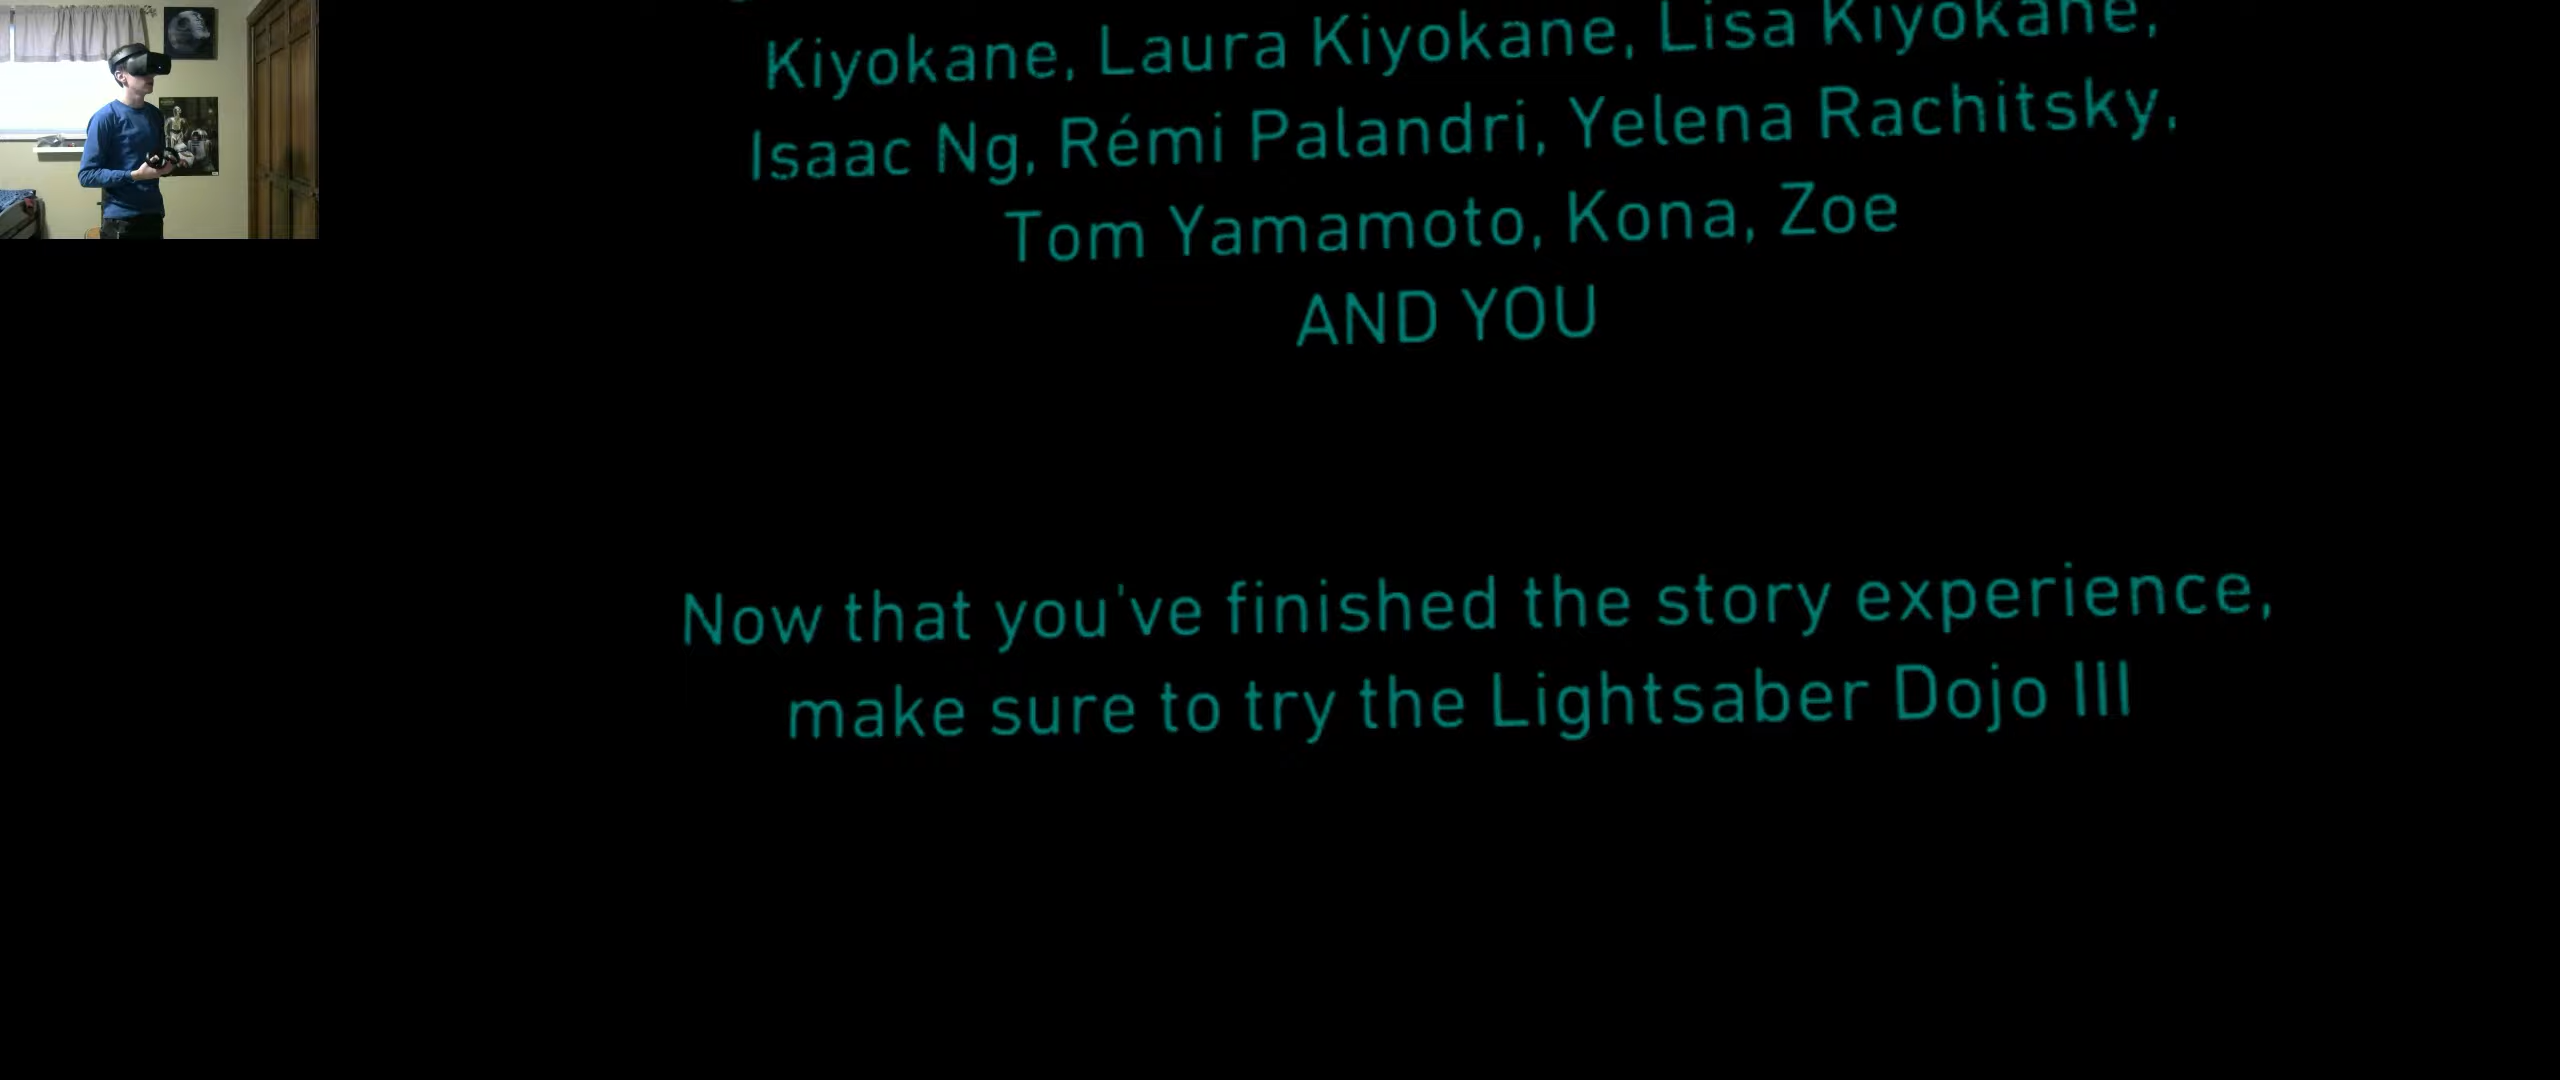 Kiyokane, Laura Kiyokane, Lisa Kiyokane,
Isaac Ng, Rémi Palandri, Yelena Rachitsky,
Tom Yamamoto, Kona, Zoe
AND YOU
Now that you've finished the story experience,
make sure to try the Lightsaber Dojo III